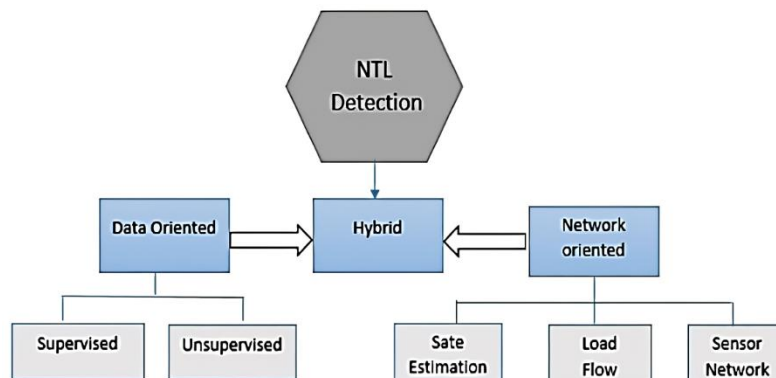 NTL
Detection
Data Oriented
Hybrid
Network
oriented
Supervised
Unsupervised
Sate
Estimation
Load
Flow
Sensor
Network